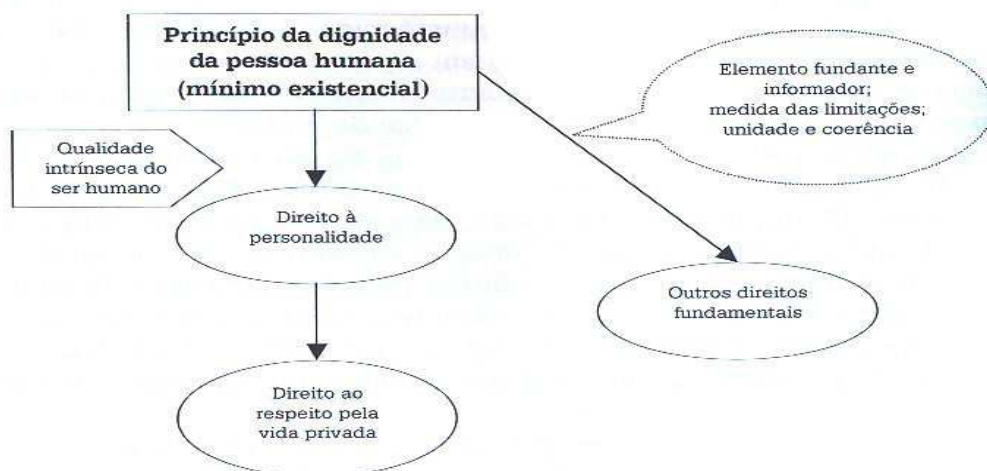 Princípio da dignidade
da pessoa humana
(mínimo existencial)
Elemento fundante e
informador;
medida das limitações;
unidade e coerência
Qualidade
intrínseca do
ser humano
Direito à
personalidade
Outros direitos
fundamentais
Direito ao
respeito pela
vida privada